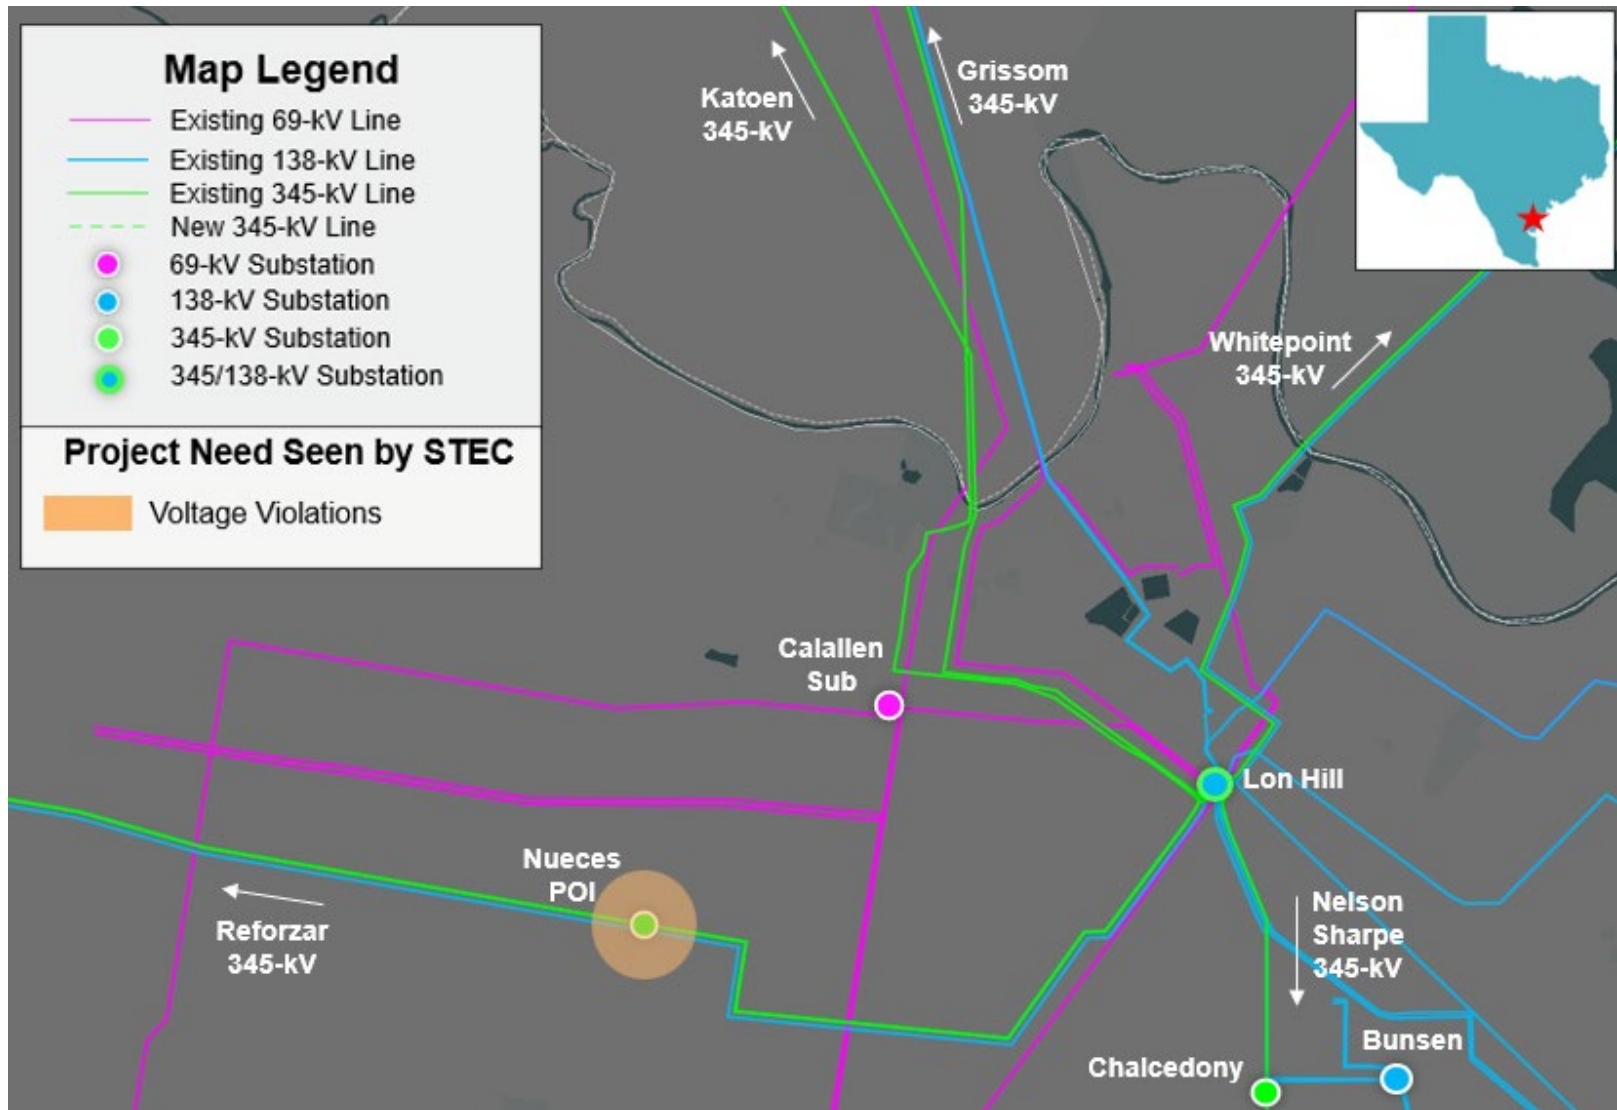 Map Legend
Existing 69-kV Line
Existing 138-kV Line
Existing 345-kV Line
New 345-kV Line
69-kV Substation
138-kV Substation
345-kV Substation
345/138-kV Substation
Project Need Seen by STEC
Voltage Violations
Katoen
345-kV
Grissom
345-kV
Whitepoint
345-kV
Calallen
Sub
Lon Hill
Nueces
POI
Reforzar
345-kV
Nelson
Sharpe
345-kV
Bunsen
Chalcedony